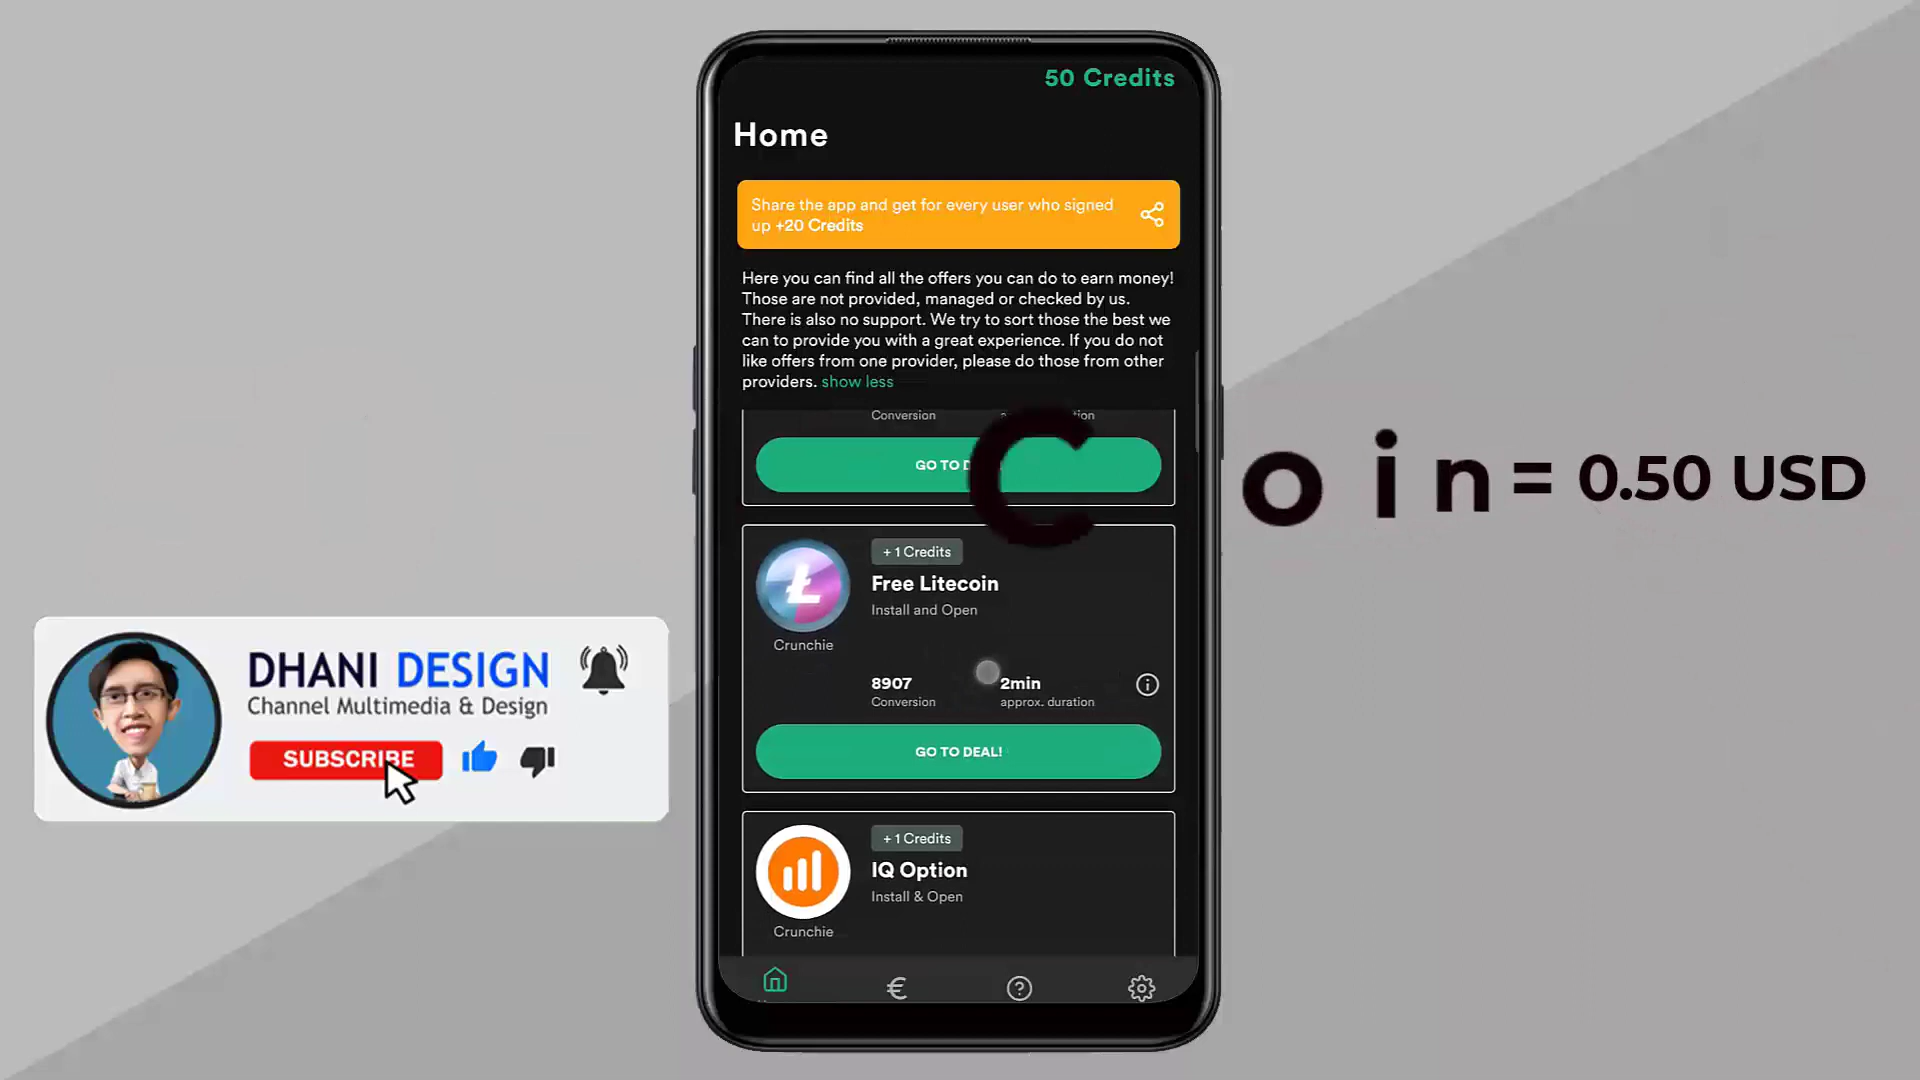 50 Credits
Home
Share the app and get for every user who signed
up +20 Credits
Here you can find all the offers you can do to earn money!
Those are not provided, managed or checked by us.
There is also no support. We try to sort those the best we
can to provide you with a great experience. If you do not
like offers from one provider, please do those from other
providers. show less
Conversion
GO TO
Coin= 0.50 USD
+ 1 Credits
Free Litecoin
Install and Open
Crunchie
8907
Conversion
2min
approx. duration
GO TO DEAL!
+ 1 Credits
IQ Option
Install & Open
Crunchie
DHANI DESIGN
Channel Multimedia & Design
SUBSCRIBE